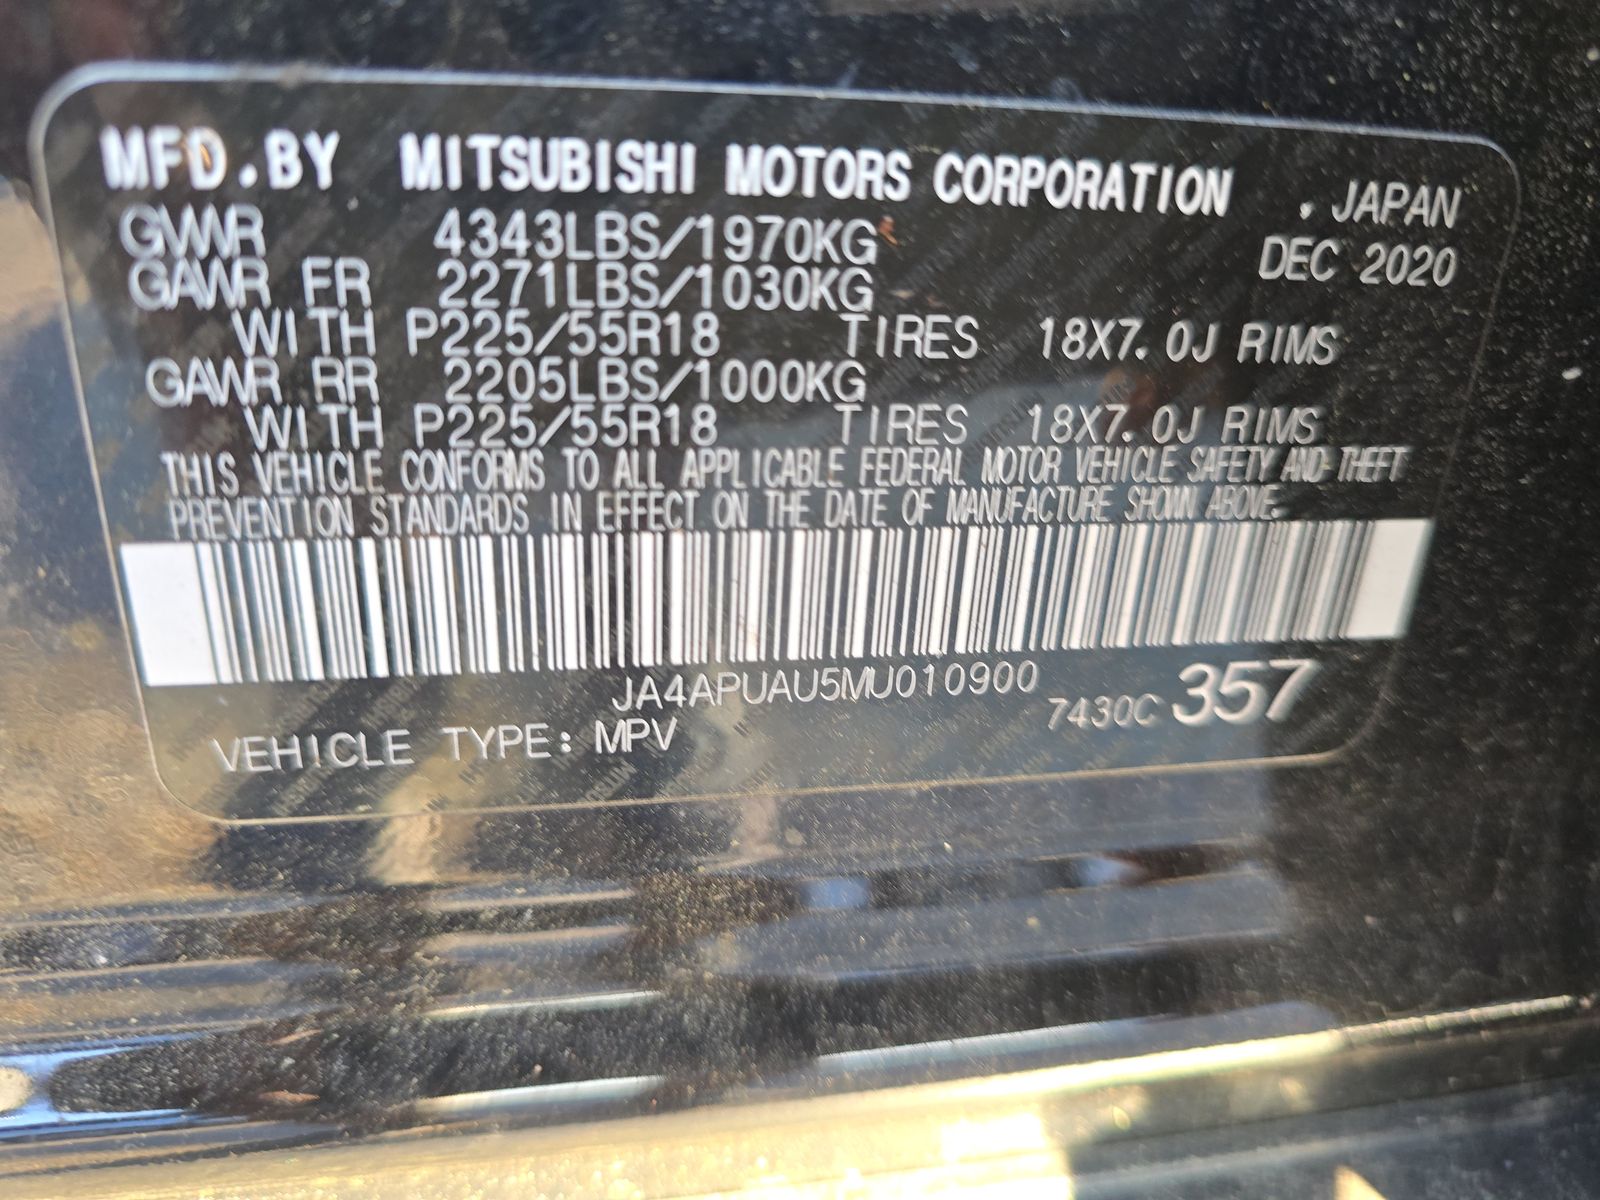 MFD.BY MITSUBISHI MOTORS CORPORATION , JAPAN
GVWR 4343LBS/1970KG DEC 2020
GAWR FR 2271LBS/1030KG
WITH P225/55R18 TIRES 18X7.0J RIMS
GAWR RR 2205LBS/1000KG
WITH P225/55R18 TIRES 18X7.0J RIMS
THIS VEHICLE CONFORMS TO ALL APPLICABLE FEDERAL MOTOR VEHICLE SAFETY AND THEFT
PREVENTION STANDARDS IN EFFECT ON THE DATE OF MANUFACTURE SHOWN ABOVE.
JA4APUAU5MU010900
7430C 357
VEHICLE TYPE: MPV